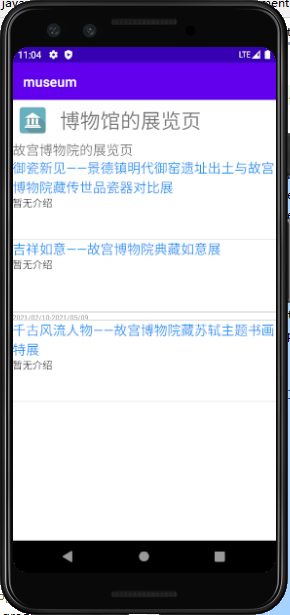 11:04
LTE
museum
博物馆的展览页
故宫博物院的展览页
御瓷新见——景德镇明代御窑遗址出土与故宫
博物院藏传世品瓷器对比展
暂无介绍
吉祥如意——故宫博物院典藏如意展
暂无介绍
2021/02/10-2021/05/09
千古风流人物——故宫博物院藏苏轼主题书画
特展
暂无介绍